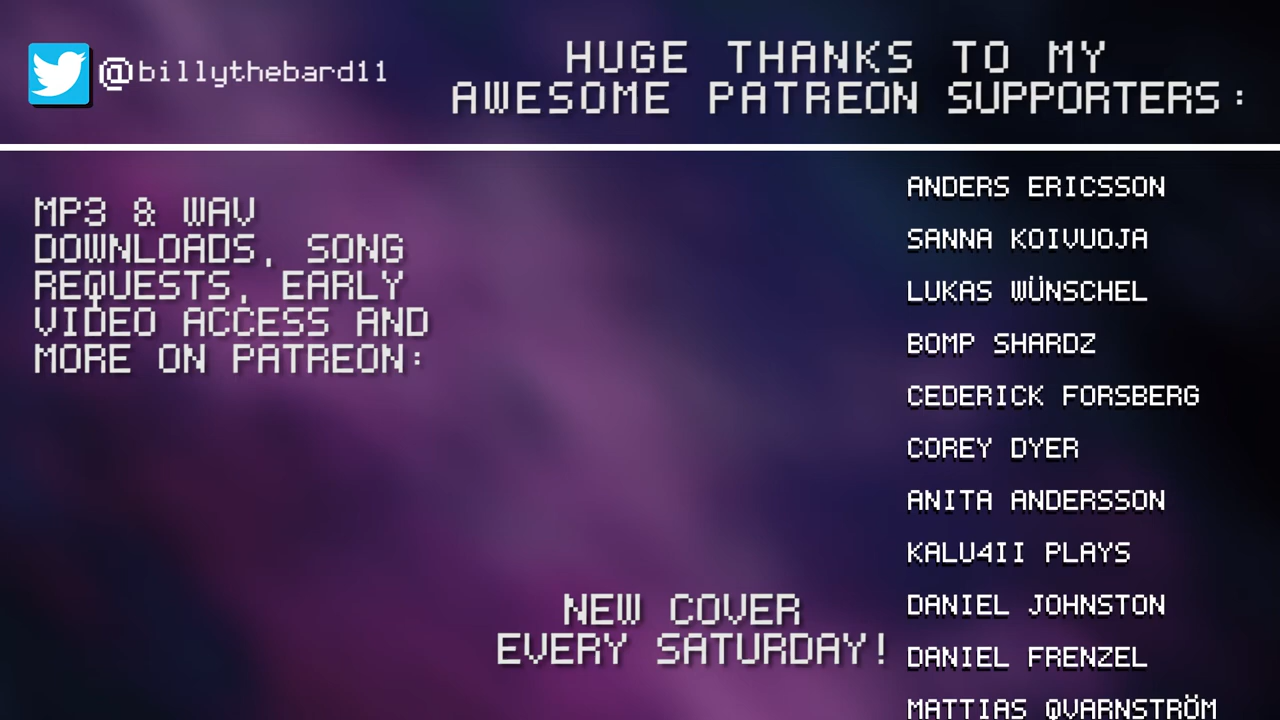 @billythebard11
HUGE THANKS TO MY
AWESOME PATREON SUPPORTERS:
MP3 & WAV
DOWNLOADS, SONG
REQUESTS, EARLY
VIDEO ACCESS AND
MORE ON PATREON:
NEW COVER
EVERY SATURDAY!
ANDERS ERICSSON
SANNA KOIVUOJA
LUKAS WÜNSCHEL
BOMP SHARDZ
CEDERICK FORSBERG
COREY DYER
ANITA ANDERSSON
KALU4II PLAYS
DANIEL JOHNSTON
DANIEL FRENZEL
MATTIAS QVARNSTRÖM